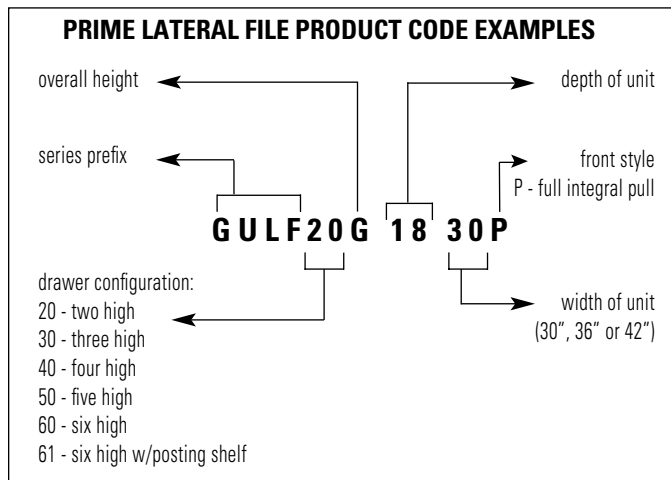 PRIME LATERAL FILE PRODUCT CODE EXAMPLES
overall height
depth of unit
series prefix
front style
P - full integral pull
GULF20G 18 30P
drawer configuration:
20 - two high
30 - three high
40 - four high
50 - five high
60 - six high
61 - six high w/posting shelf
width of unit
(30”, 36” or 42”)